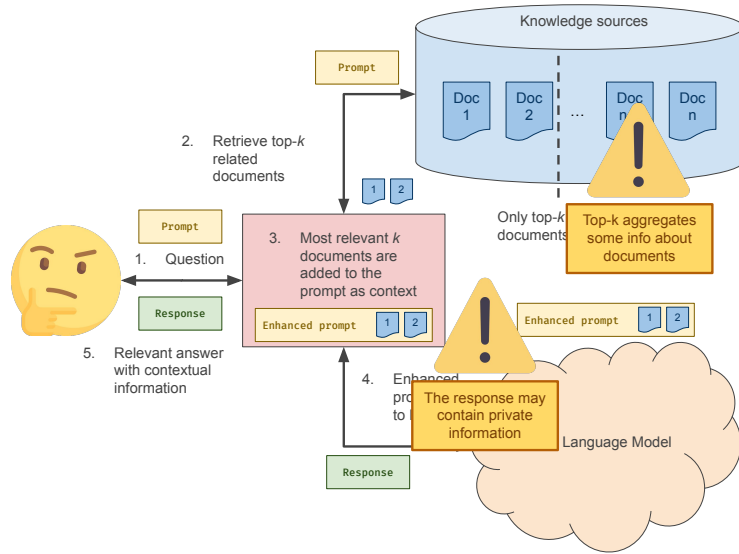 Knowledge sources
Prompt
Doc
1
Doc
2
...
Doc
Doc
n
2. Retrieve top-k
related
documents
1 2
Only top-k
documents
Top-k aggregates
some info about
documents
Prompt
1. Question
Response
5. Relevant answer
with contextual
information
3. Most relevant k
documents are
added to the
prompt as context
Enhanced prompt 1 2
Enhanced prompt 1 2
4. Enhanced
to
The response may
contain private
information
Language Model
Response